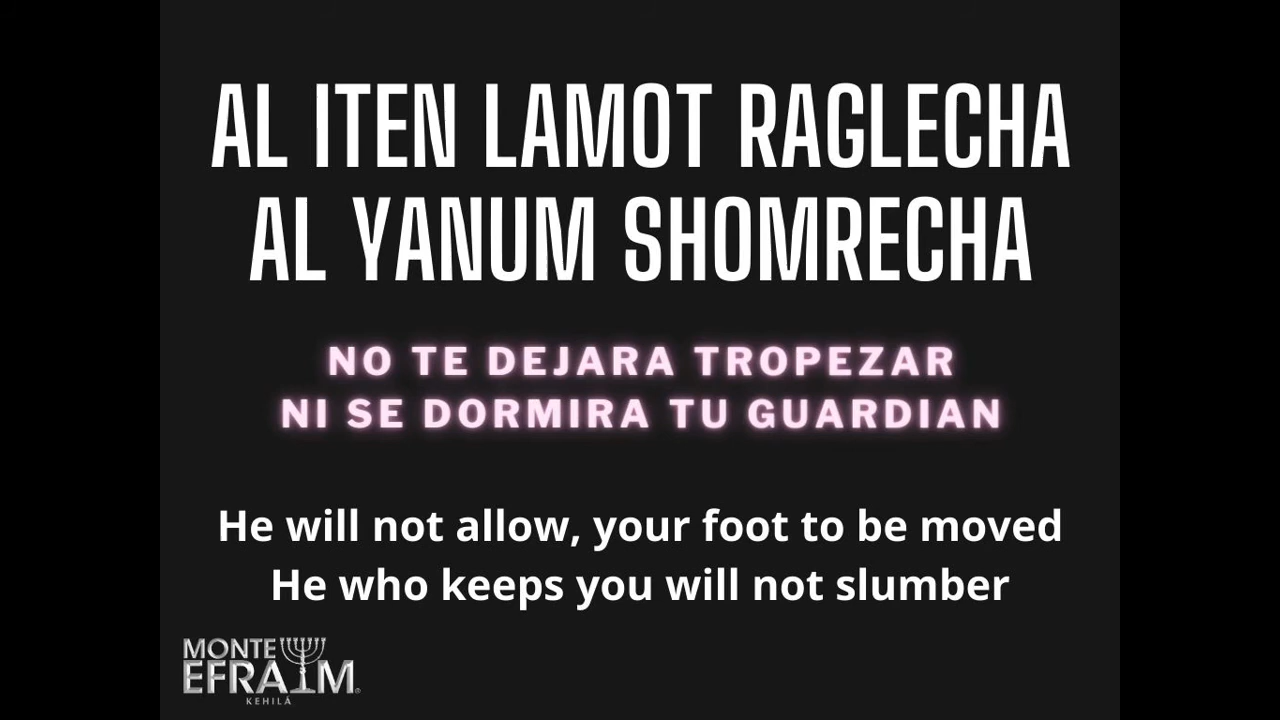 AL ITEN LAMOT RAGLECHA
AL YANUM SHOMRECHA
NO TE DEJARA TROPEZAR
NI SE DORMIRA TU GUARDIAN
He will not allow, your foot to be moved
He who keeps you will not slumber
MONTE
EFRAIM®
KEHILÁ